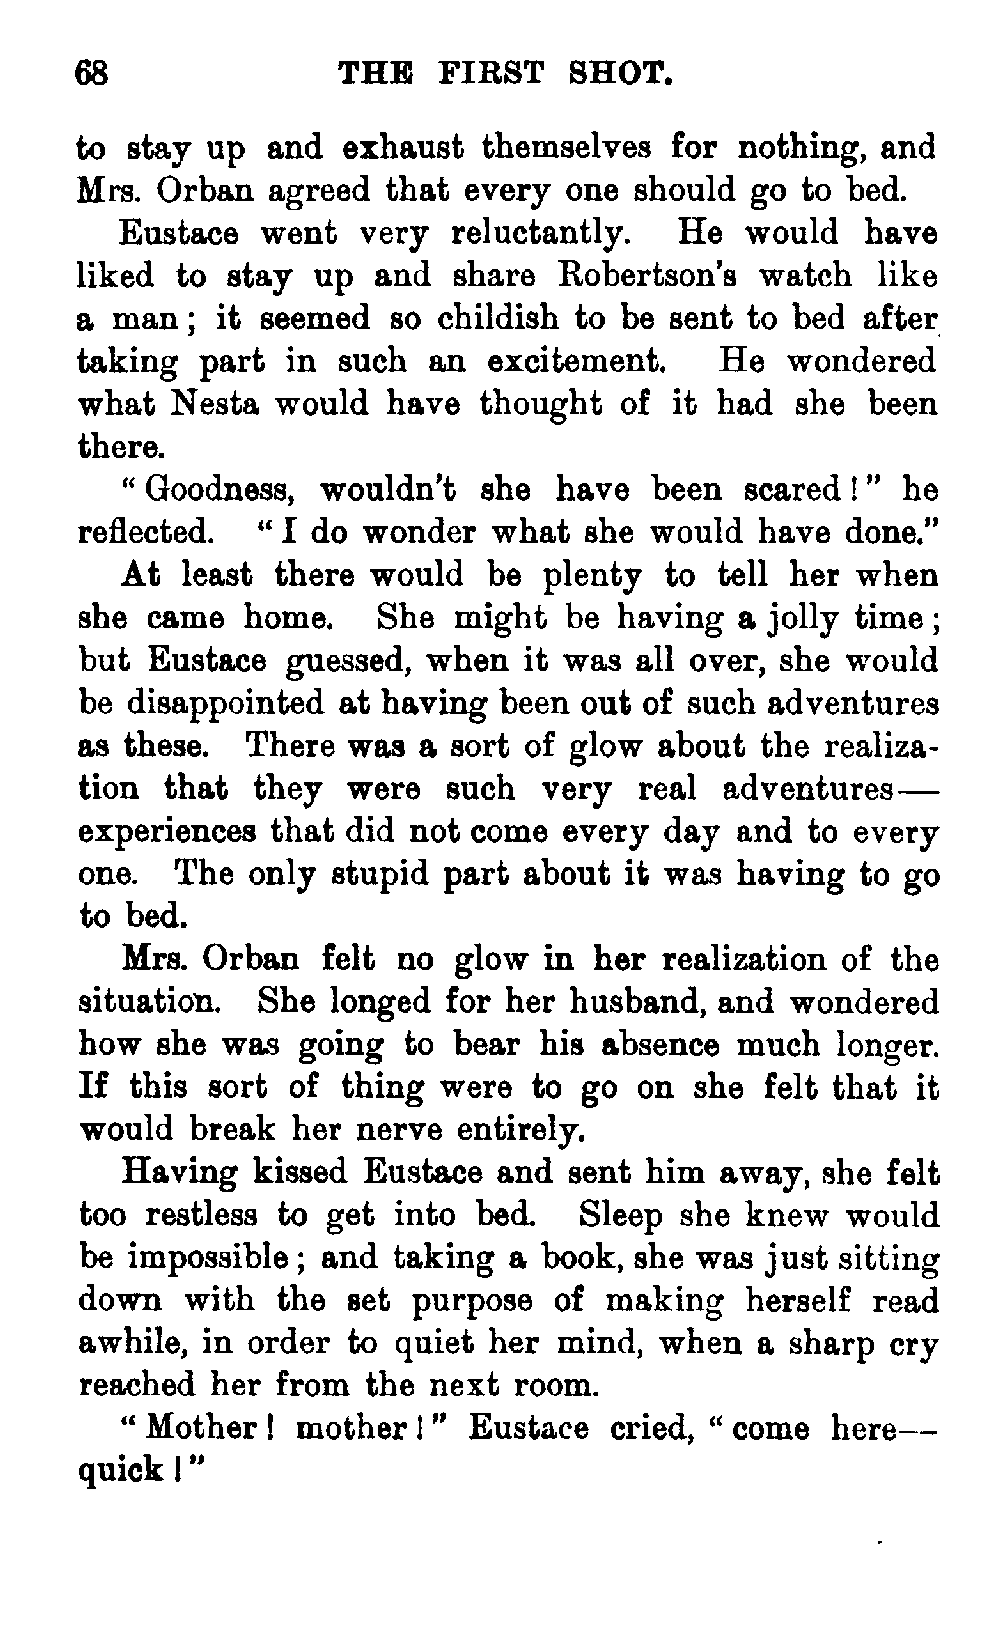 68 THE FIRST SHOT.
to stay up and exhaust themselves for nothing, and
Mrs. Orban agreed that every one should go to bed.
Eustace went very reluctantly. He would have
liked to stay up and share Robertson's watch like
a man; it seemed so childish to be sent to bed after
taking part in such an excitement. He wondered
what Nesta would have thought of it had she been
there.
"Goodness, wouldn't she have been scared!" he
reflected. "I do wonder what she would have done."
At least there would be plenty to tell her when
she came home. She might be having a jolly time;
but Eustace guessed, when it was all over, she would
be disappointed at having been out of such adventures
as these. There was a sort of glow about the realiza-
tion that they were such very real adventures—
experiences that did not come every day and to every
one. The only stupid part about it was having to go
to bed.
Mrs. Orban felt no glow in her realization of the
situation. She longed for her husband, and wondered
how she was going to bear his absence much longer.
If this sort of thing were to go on she felt that it
would break her nerve entirely.
Having kissed Eustace and sent him away, she felt
too restless to get into bed. Sleep she knew would
be impossible; and taking a book, she was just sitting
down with the set purpose of making herself read
awhile, in order to quiet her mind, when a sharp cry
reached her from the next room.
"Mother! mother!" Eustace cried, "come here—
quick!"